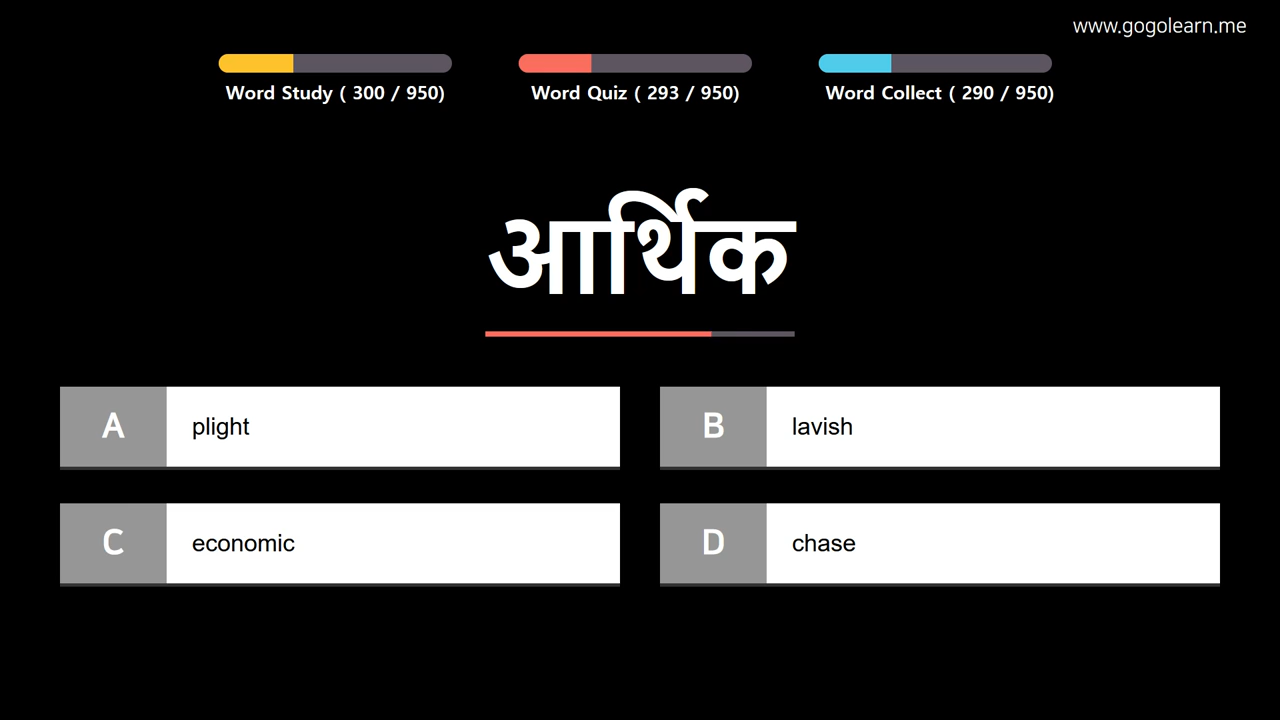 www.gogolearn.me
Word Study ( 300 / 950) Word Quiz ( 293 / 950) Word Collect ( 290 / 950)
आर्थिक
A plight B lavish
C economic D chase